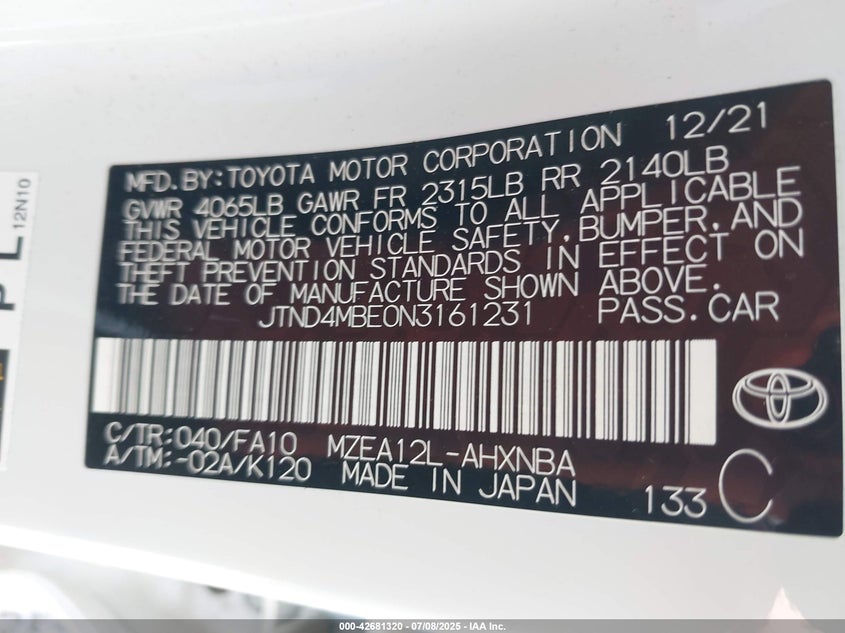 MFD.BY:TOYOTA MOTOR CORPORATION 12/21
GVWR 4065LB GAWR FR 2315LB RR 2140LB
THIS VEHICLE CONFORMS TO ALL APPLICABLE
FEDERAL MOTOR VEHICLE SAFETY,BUMPER,AND
THEFT PREVENTION STANDARDS IN EFFECT ON
THE DATE OF MANUFACTURE SHOWN ABOVE.
JTND4MBE0N3161231 PASS.CAR
C/TR:040/FA10 MZEA12L-AHXNBA
A/TM:-02A/K120 MADE IN JAPAN
133 C
12N10
000-42681320 - 07/08/2025 - IAA Inc.